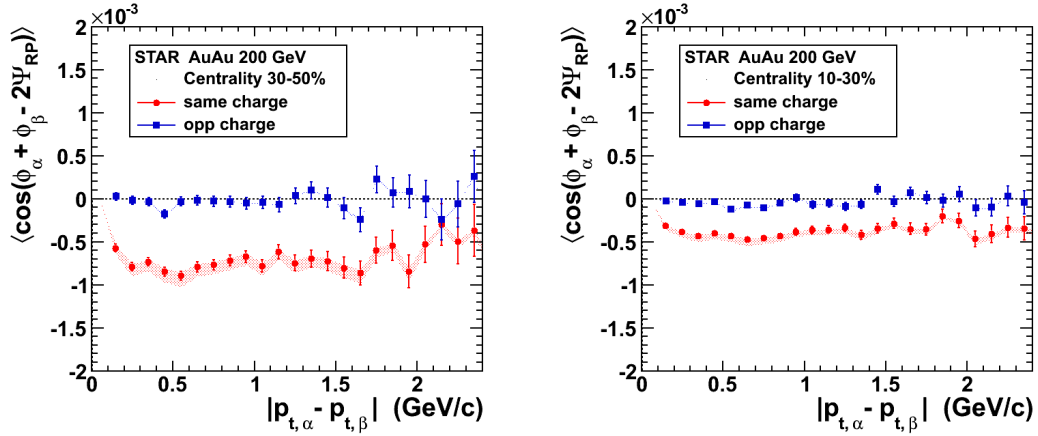 ×10⁻³
2
1.5
1
0.5
0
-0.5
-1
-1.5
-2
⟨cos(ϕα + ϕβ - 2ΨRP)⟩
STAR AuAu 200 GeV
Centrality 30-50%
same charge
opp charge
0 0.5 1 1.5 2
|pt,α - pt,β| (GeV/c)
×10⁻³
2
1.5
1
0.5
0
-0.5
-1
-1.5
-2
⟨cos(ϕα + ϕβ - 2ΨRP)⟩
STAR AuAu 200 GeV
Centrality 10-30%
same charge
opp charge
0 0.5 1 1.5 2
|pt,α - pt,β| (GeV/c)